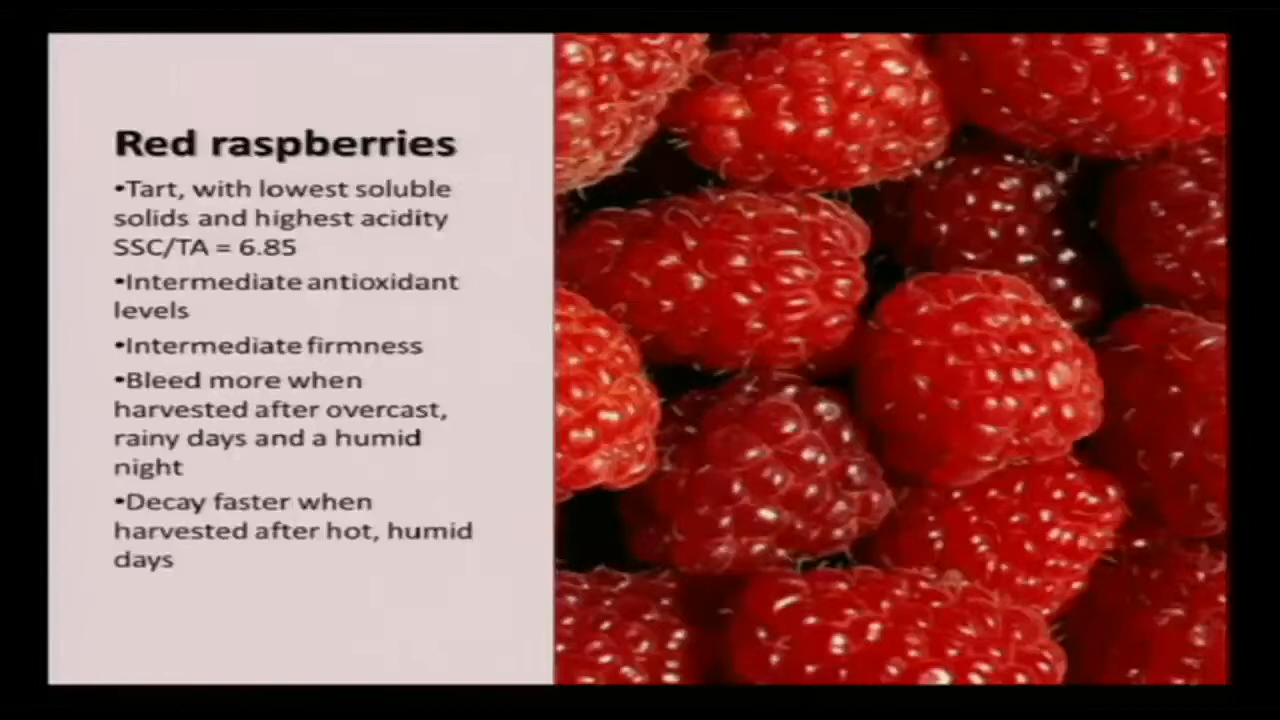 Red raspberries
•Tart, with lowest soluble
solids and highest acidity
SSC/TA = 6.85
•Intermediate antioxidant
levels
•Intermediate firmness
•Bleed more when
harvested after overcast,
rainy days and a humid
night
•Decay faster when
harvested after hot, humid
days